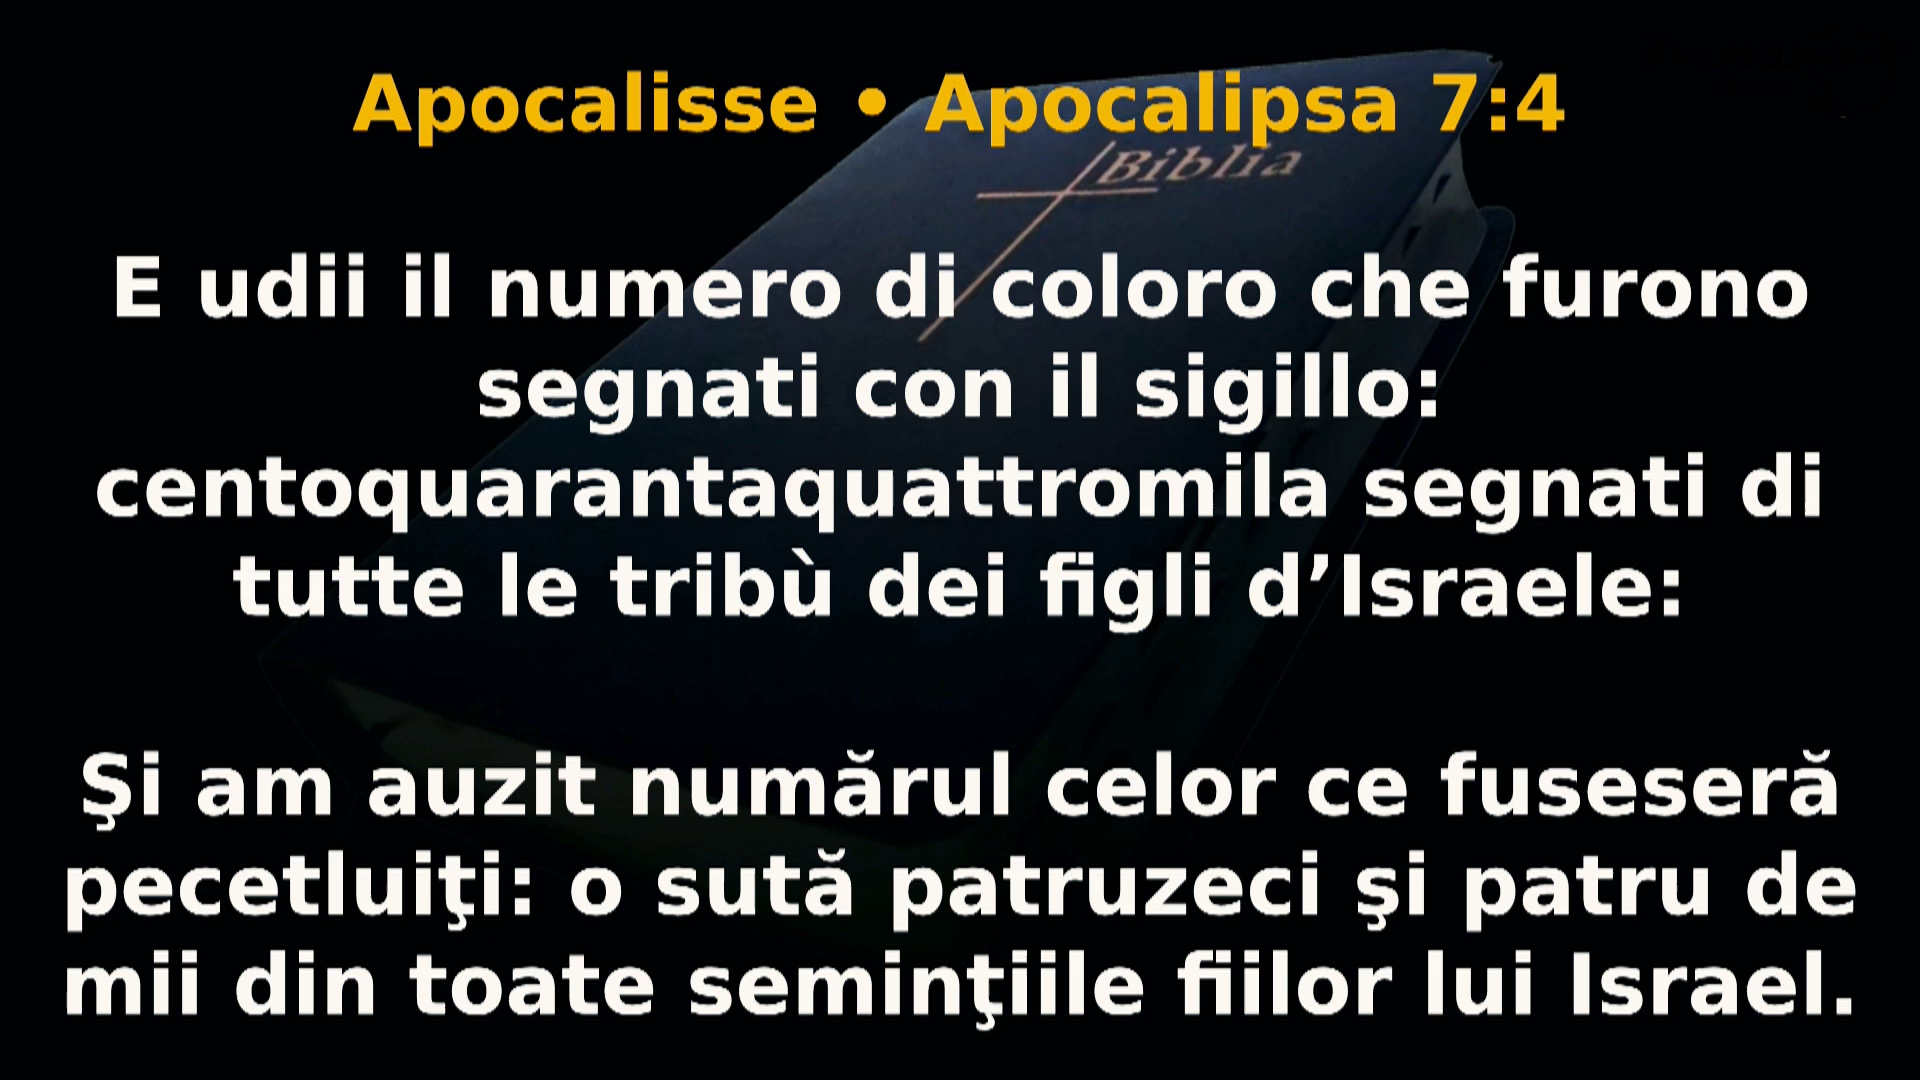 Apocalisse • Apocalipsa 7:4
Biblia
E udii il numero di coloro che furono
segnati con il sigillo:
centoquarantaquattromila segnati di
tutte le tribù dei figli d’Israele:
Şi am auzit numărul celor ce fuseseră
pecetluiţi: o sută patruzeci şi patru de
mii din toate seminţiile fiilor lui Israel.